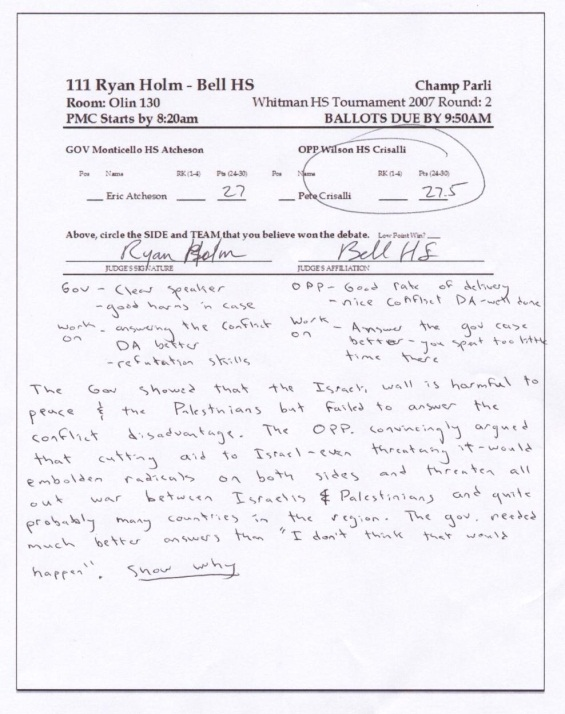 111 Ryan Holm - Bell HS Champ Parli
Room: Olin 130 Whitman HS Tournament 2007 Round: 2
PMC Starts by 8:20am BALLOTS DUE BY 9:50AM
GOV Monticello HS Atcheson OPP Wilson HS Crisalli
Pos Name RK (1-4) Pts (24-30) Pos Name RK (1-4) Pts (24-30)
Eric Atcheson 27 Pete Crisalli 27.5
Above, circle the SIDE and TEAM that you believe won the debate. Low Point Win?
Ryan Holm Bell HS
JUDGE'S SIGNATURE JUDGE'S AFFILIATION
Gov - Clear speaker OPP - Good rate of delivery
- good harms in case - nice conflict DA - well done
work on - answering the conflict Work on - Answer the gov case
DA better better - you spent too little
- refutation skills time there
The Gov showed that the Israeli wall is harmful to
peace & the Palestinians but failed to answer the
conflict disadvantage. The OPP. convincingly argued
that cutting aid to Israel - even threatning it - would
embolden radicals on both sides and threaten all
out war between Israelis & Palestinians and quite
probably many countries in the region. The gov. needed
much better answers than "I don't think that would
happen". Show why